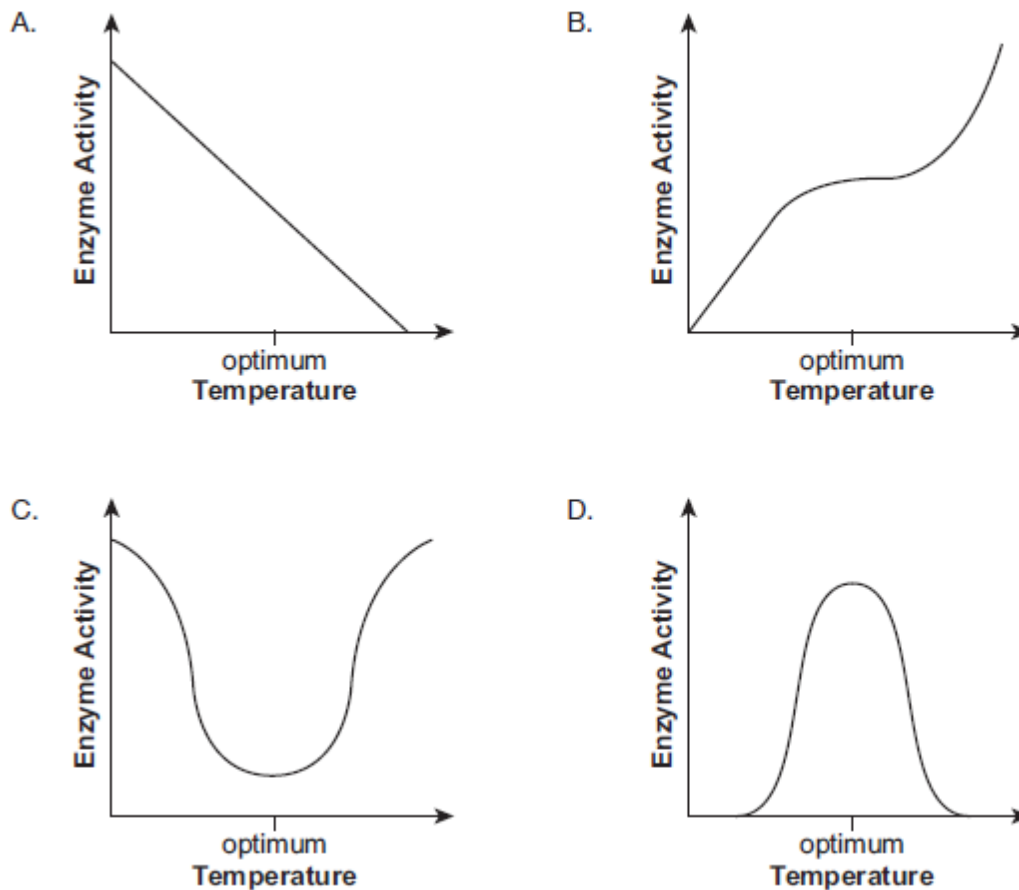 A.
Enzyme Activity
optimum
Temperature
B.
Enzyme Activity
optimum
Temperature
C.
Enzyme Activity
optimum
Temperature
D.
Enzyme Activity
optimum
Temperature